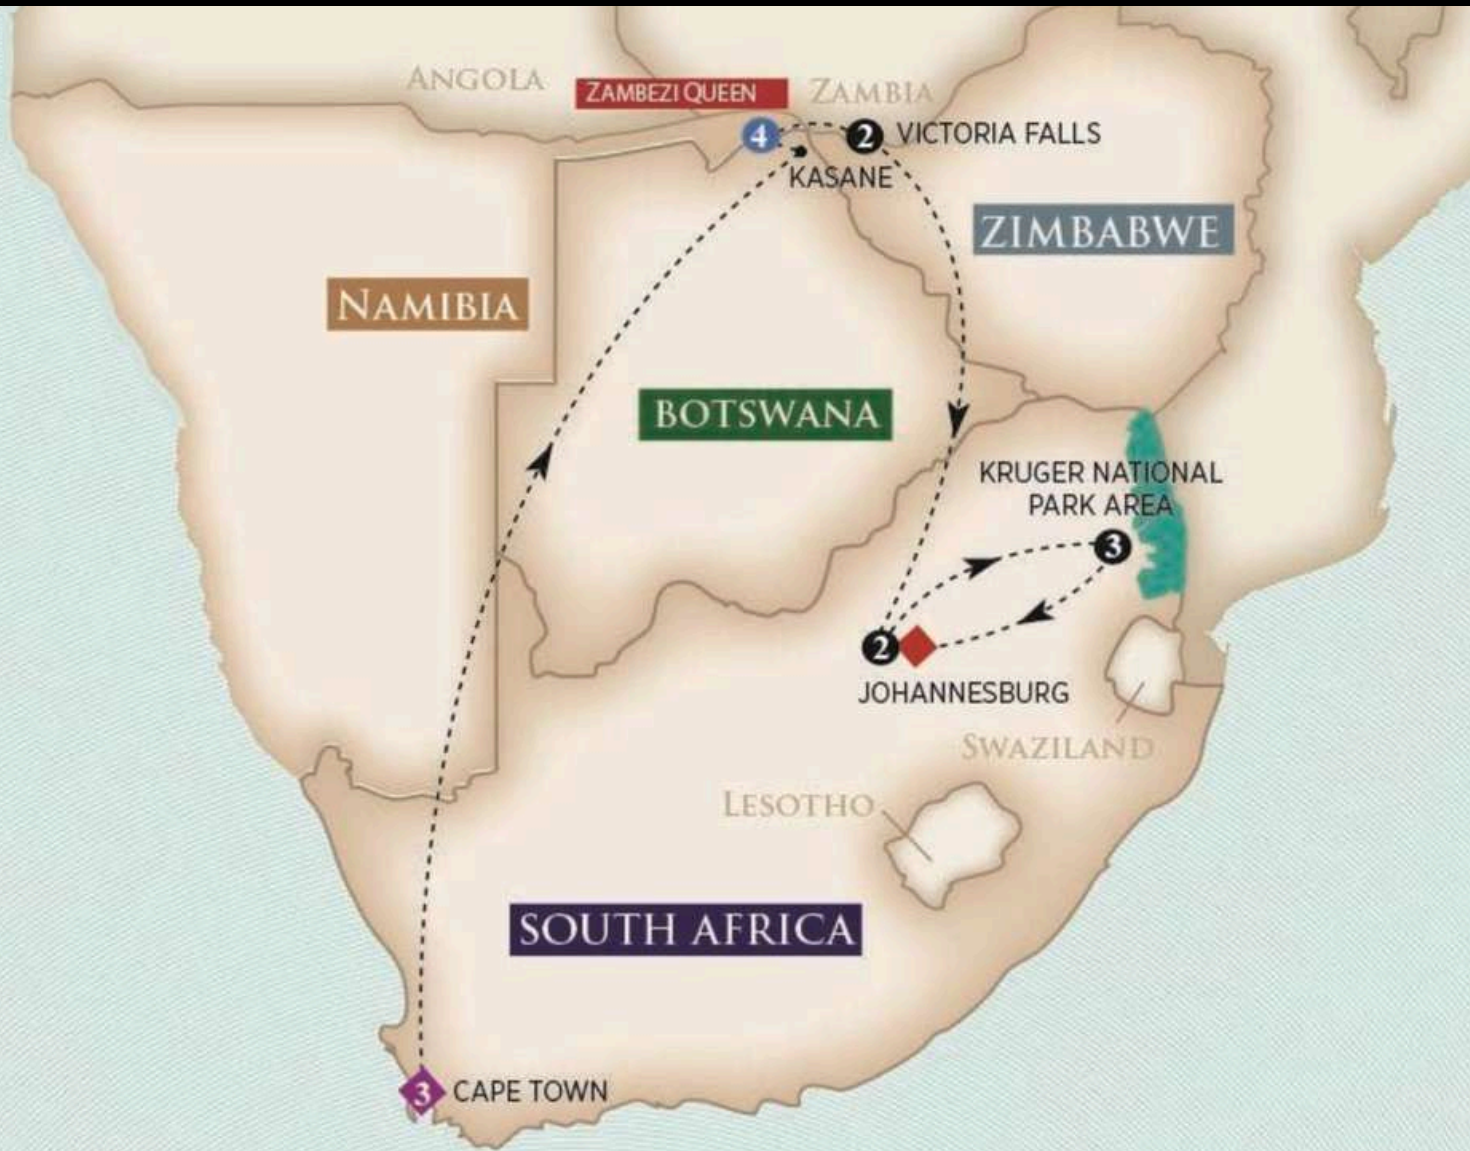 ANGOLA
ZAMBEZI QUEEN
ZAMBIA
4
2
VICTORIA FALLS
KASANE
ZIMBABWE
NAMIBIA
BOTSWANA
KRUGER NATIONAL
PARK AREA
3
2
JOHANNESBURG
SWAZILAND
LESOTHO
SOUTH AFRICA
3
CAPE TOWN